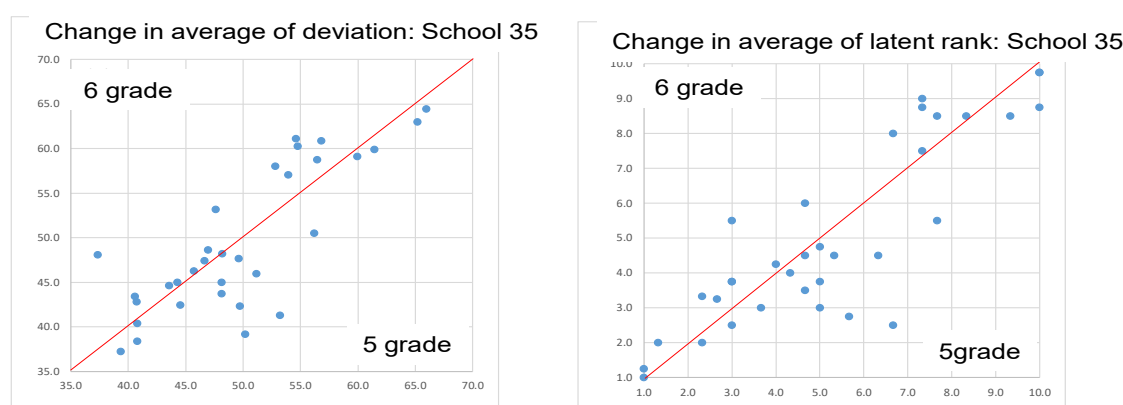 Change in average of deviation: School 35
70.0
6 grade
65.0
60.0
55.0
50.0
45.0
40.0
5 grade
35.0
35.0 40.0 45.0 50.0 55.0 60.0 65.0 70.0
Change in average of latent rank: School 35
10.0
6 grade
9.0
8.0
7.0
6.0
5.0
4.0
3.0
2.0
5grade
1.0
1.0 2.0 3.0 4.0 5.0 6.0 7.0 8.0 9.0 10.0